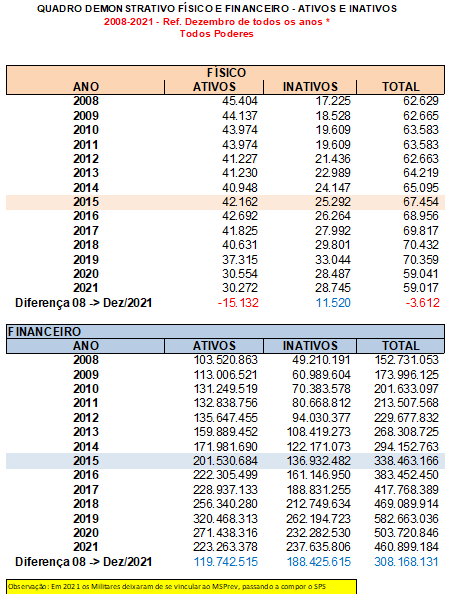 QUADRO DEMONSTRATIVO FÍSICO E FINANCEIRO - ATIVOS E INATIVOS
2008-2021 - Ref. Dezembro de todos os anos *
Todos Poderes
FÍSICO
ANO ATIVOS INATIVOS TOTAL
2008 45.404 17.225 62.629
2009 44.137 18.528 62.665
2010 43.974 19.609 63.583
2011 43.974 19.609 63.583
2012 41.227 21.436 62.663
2013 41.230 22.989 64.219
2014 40.948 24.147 65.095
2015 42.162 25.292 67.454
2016 42.692 26.264 68.956
2017 41.825 27.992 69.817
2018 40.631 29.801 70.432
2019 37.315 33.044 70.359
2020 30.554 28.487 59.041
2021 30.272 28.745 59.017
Diferença 08 -> Dez/2021 -15.132 11.520 -3.612
FINANCEIRO
ANO ATIVOS INATIVOS TOTAL
2008 103.520.863 49.210.191 152.731.053
2009 113.006.521 60.989.604 173.996.125
2010 131.249.519 70.383.578 201.633.097
2011 132.838.756 80.668.812 213.507.568
2012 135.647.455 94.030.377 229.677.832
2013 159.889.452 108.419.273 268.308.725
2014 171.981.690 122.171.073 294.152.763
2015 201.530.684 136.932.482 338.463.166
2016 222.305.499 161.146.950 383.452.450
2017 228.937.133 188.831.255 417.768.389
2018 256.340.280 212.749.634 469.089.914
2019 320.468.313 262.194.723 582.663.036
2020 271.438.316 232.282.530 503.720.846
2021 223.263.378 237.635.806 460.899.184
Diferença 08 -> Dez/2021 119.742.515 188.425.615 308.168.131
Observação: Em 2021 os Militares deixaram de se vincular ao MSPrev, passando a compor o SPS